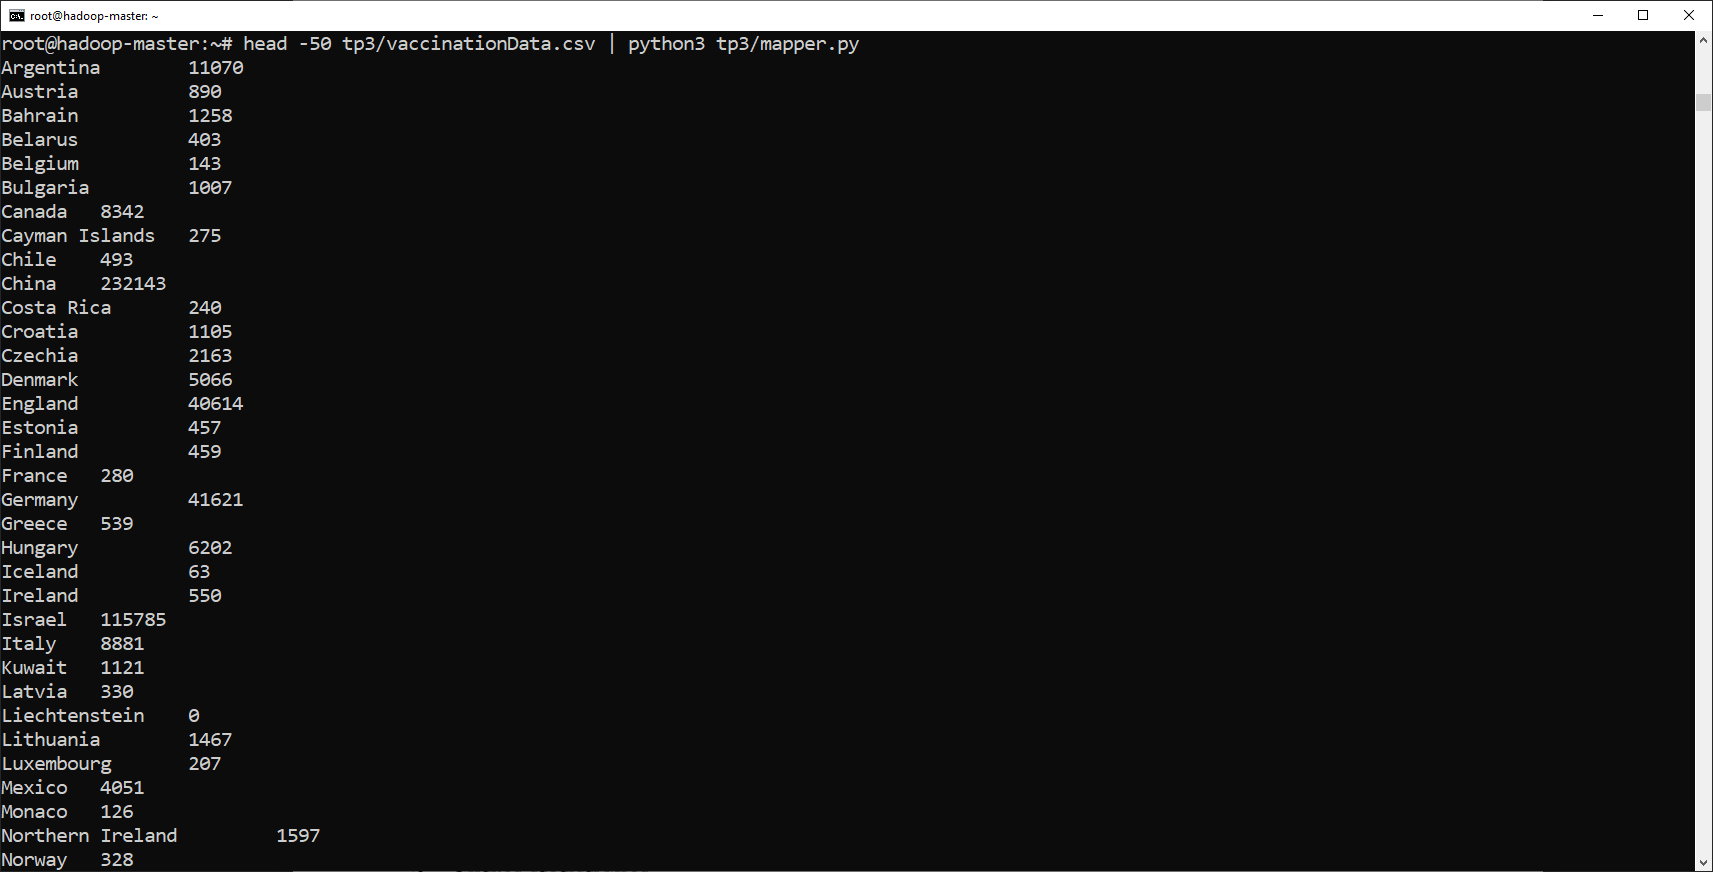 root@hadoop-master: ~
root@hadoop-master:~# head -50 tp3/vaccinationData.csv | python3 tp3/mapper.py
Argentina 11070
Austria 890
Bahrain 1258
Belarus 403
Belgium 143
Bulgaria 1007
Canada 8342
Cayman Islands 275
Chile 493
China 232143
Costa Rica 240
Croatia 1105
Czechia 2163
Denmark 5066
England 40614
Estonia 457
Finland 459
France 280
Germany 41621
Greece 539
Hungary 6202
Iceland 63
Ireland 550
Israel 115785
Italy 8881
Kuwait 1121
Latvia 330
Liechtenstein 0
Lithuania 1467
Luxembourg 207
Mexico 4051
Monaco 126
Northern Ireland 1597
Norway 328